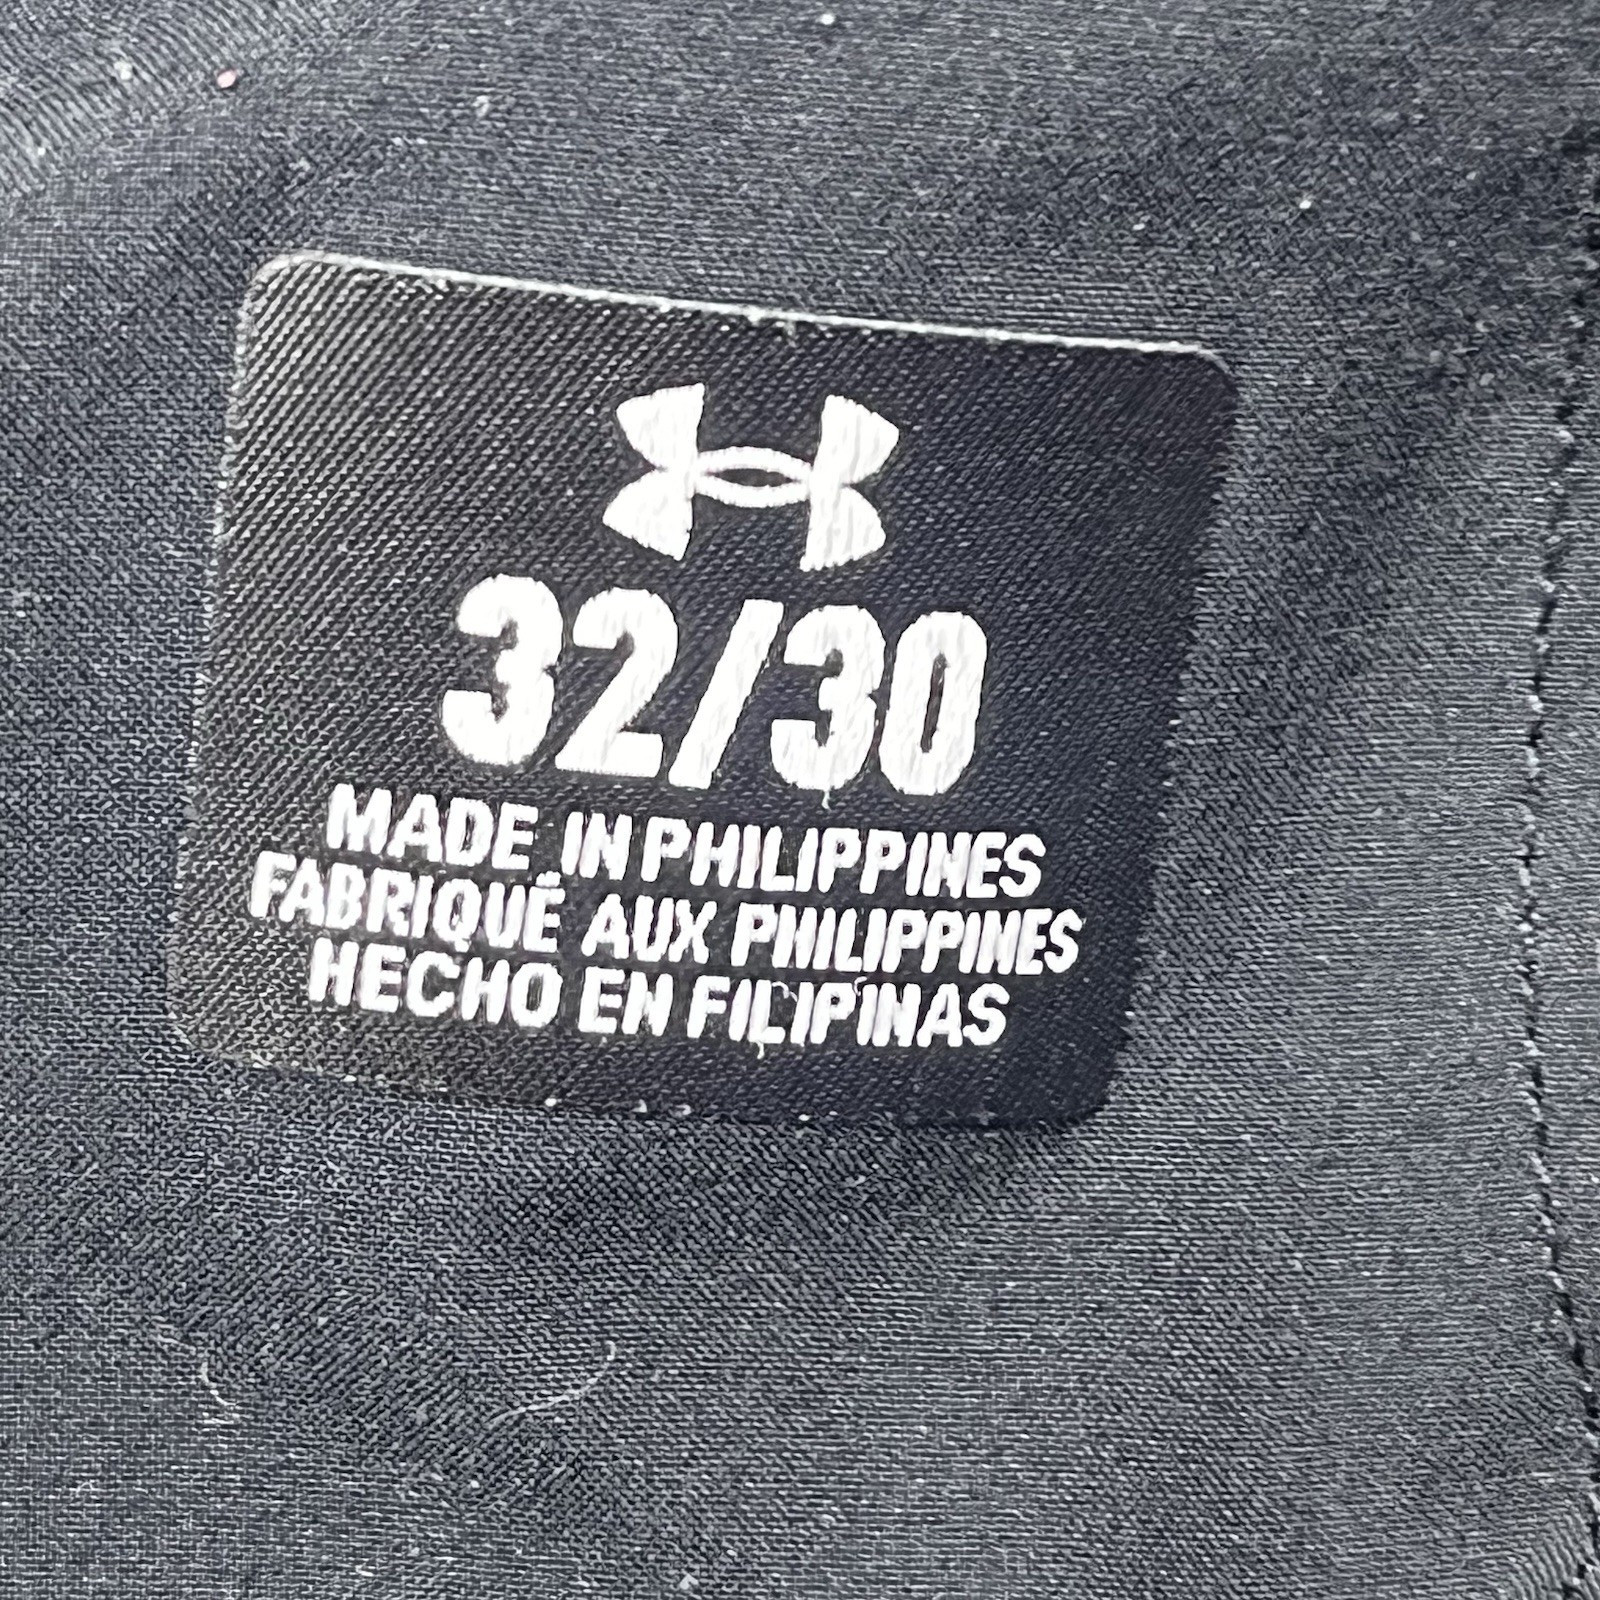 32/30
MADE IN PHILIPPINES
FABRIQUÉ AUX PHILIPPINES
HECHO EN FILIPINAS